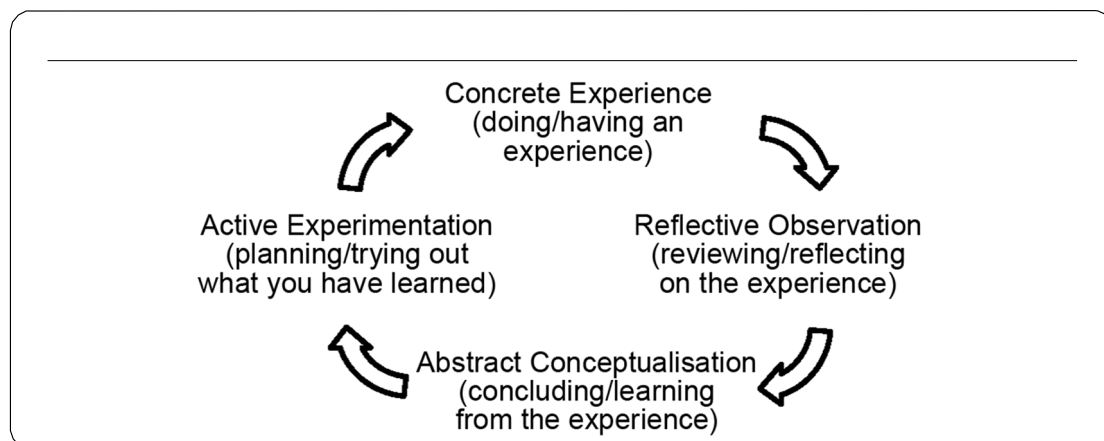 Concrete Experience
(doing/having an
experience)
Active Experimentation
(planning/trying out
what you have learned)
Reflective Observation
(reviewing/reflecting
on the experience)
Abstract Conceptualisation
(concluding/learning
from the experience)